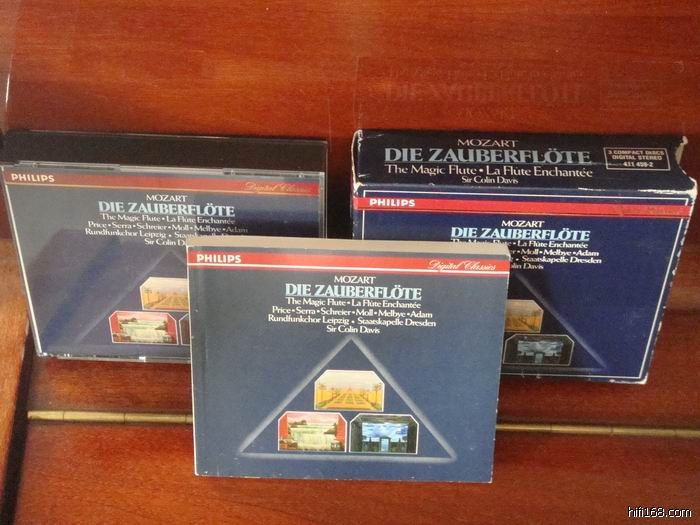 PHILIPS
Digital Classics
MOZART
DIE ZAUBERFLÖTE
The Magic Flute • La Flûte Enchantée
Price • Serra • Schreier • Moll • Melbye • Adam
Rundfunkchor Leipzig •
Sir Colin Davis
MOZART
DIE ZAUBERFLÖTE
The Magic Flute • La Flûte Enchantée
Sir Colin Davis
3 COMPACT DISCS
DIGITAL STEREO
411 459-2
PHILIPS
MOZART
DIE ZAUBERFLÖTE
The Magic Flute • La Flûte Enchantée
Moll • Melbye • Adam
Staatskapelle Dresden
Colin Davis
PHILIPS
Digital Classics
MOZART
DIE ZAUBERFLÖTE
The Magic Flute • La Flûte Enchantée
Price • Serra • Schreier • Moll • Melbye • Adam
Rundfunkchor Leipzig • Staatskapelle Dresden
Sir Colin Davis
hifi168.com